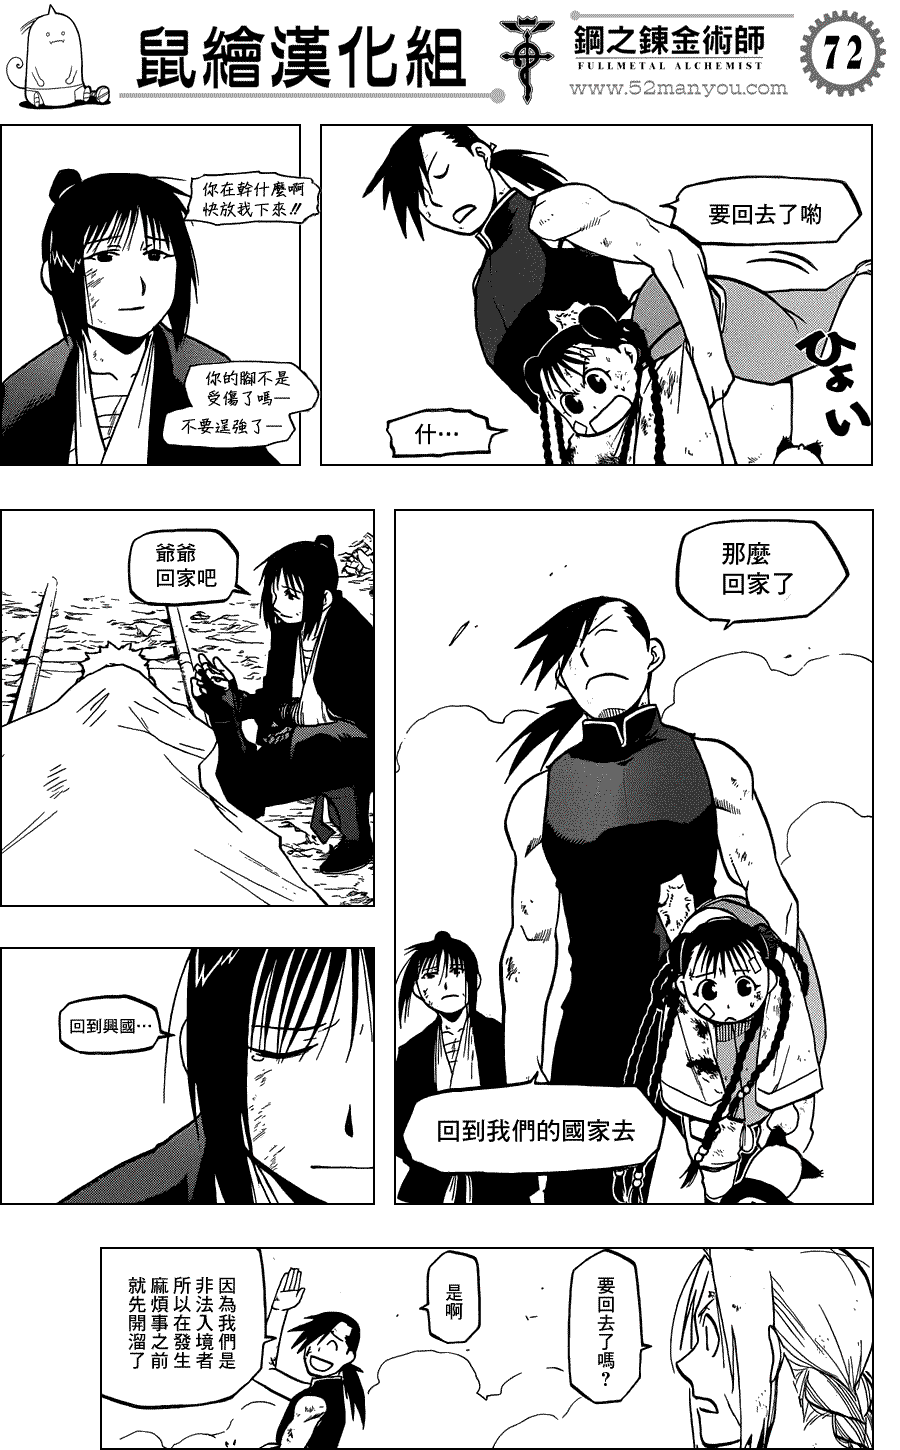 鼠繪漢化組
鋼之鍊金術師
FULLMETAL ALCHEMIST
www.52manyou.com
72
要回去了喲
ひょい
什…
你在幹什麼啊
快放我下來!!
你的腳不是
受傷了嗎—
不要逞強了—
那麼
回家了
回到我們的國家去
爺爺
回家吧
回到興國…
要回去了嗎？
是啊
因為我們是
非法入境者
所以在發生
麻煩事之前
就先開溜了